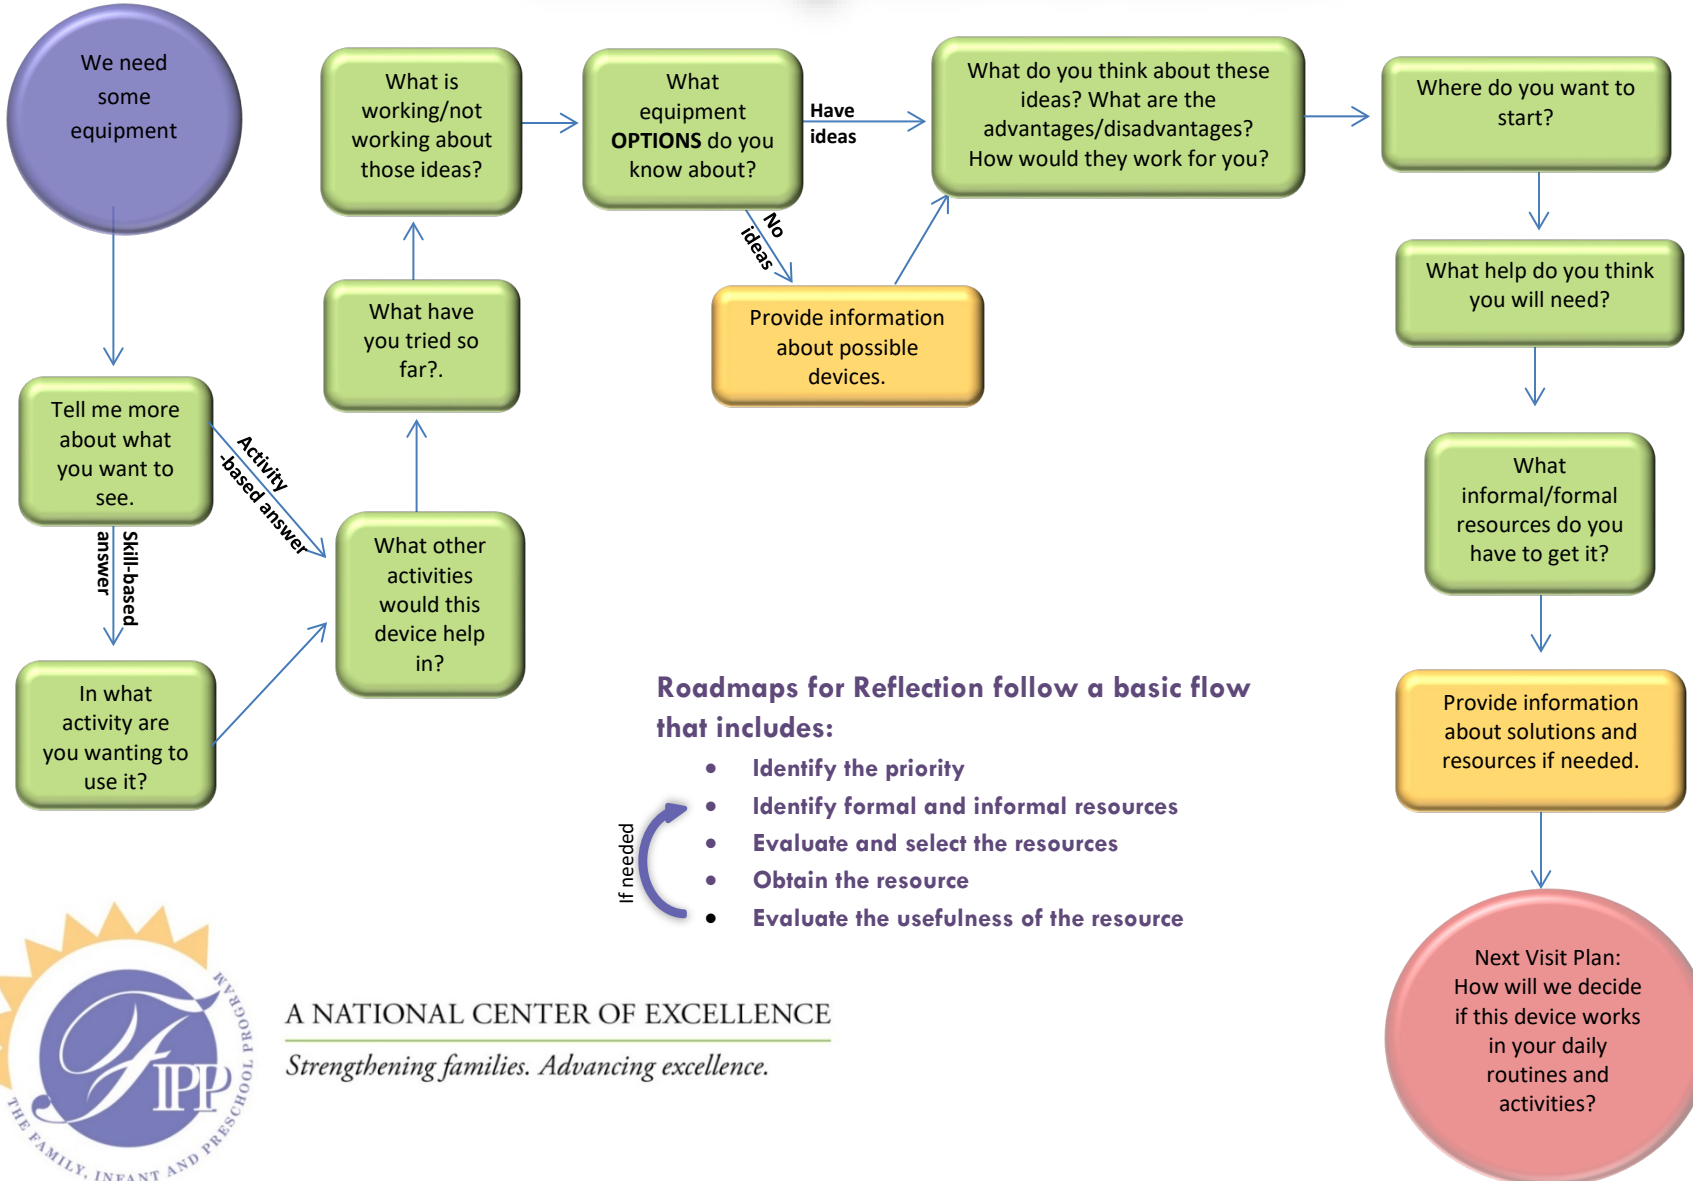 We need
some
equipment
Tell me more
about what
you want to
see.
Activity
-based answer
Skill-based
answer
In what
activity are
you wanting to
use it?
What other
activities
would this
device help
in?
What have
you tried so
far?.
What is
working/not
working about
those ideas?
What
equipment
OPTIONS do you
know about?
Have
ideas
No
ideas
Provide information
about possible
devices.
What do you think about these
ideas? What are the
advantages/disadvantages?
How would they work for you?
Where do you want to
start?
What help do you think
you will need?
What
informal/formal
resources do you
have to get it?
Provide information
about solutions and
resources if needed.
Next Visit Plan:
How will we decide
if this device works
in your daily
routines and
activities?
Roadmaps for Reflection follow a basic flow
that includes:
• Identify the priority
• Identify formal and informal resources
• Evaluate and select the resources
• Obtain the resource
• Evaluate the usefulness of the resource
If needed
FIPP
THE FAMILY, INFANT AND PRESCHOOL PROGRAM
A NATIONAL CENTER OF EXCELLENCE
Strengthening families. Advancing excellence.